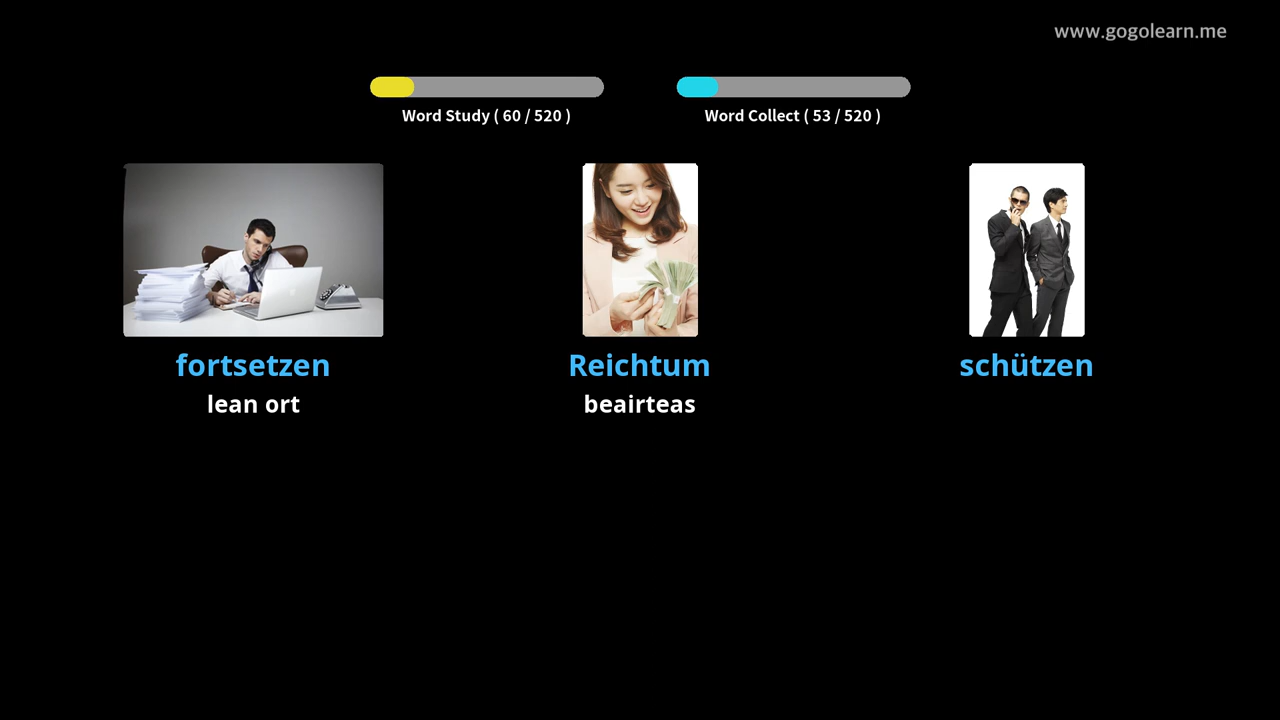 www.gogolearn.me
Word Study ( 60 / 520 )
Word Collect ( 53 / 520 )
fortsetzen
lean ort
Reichtum
beairteas
schützen